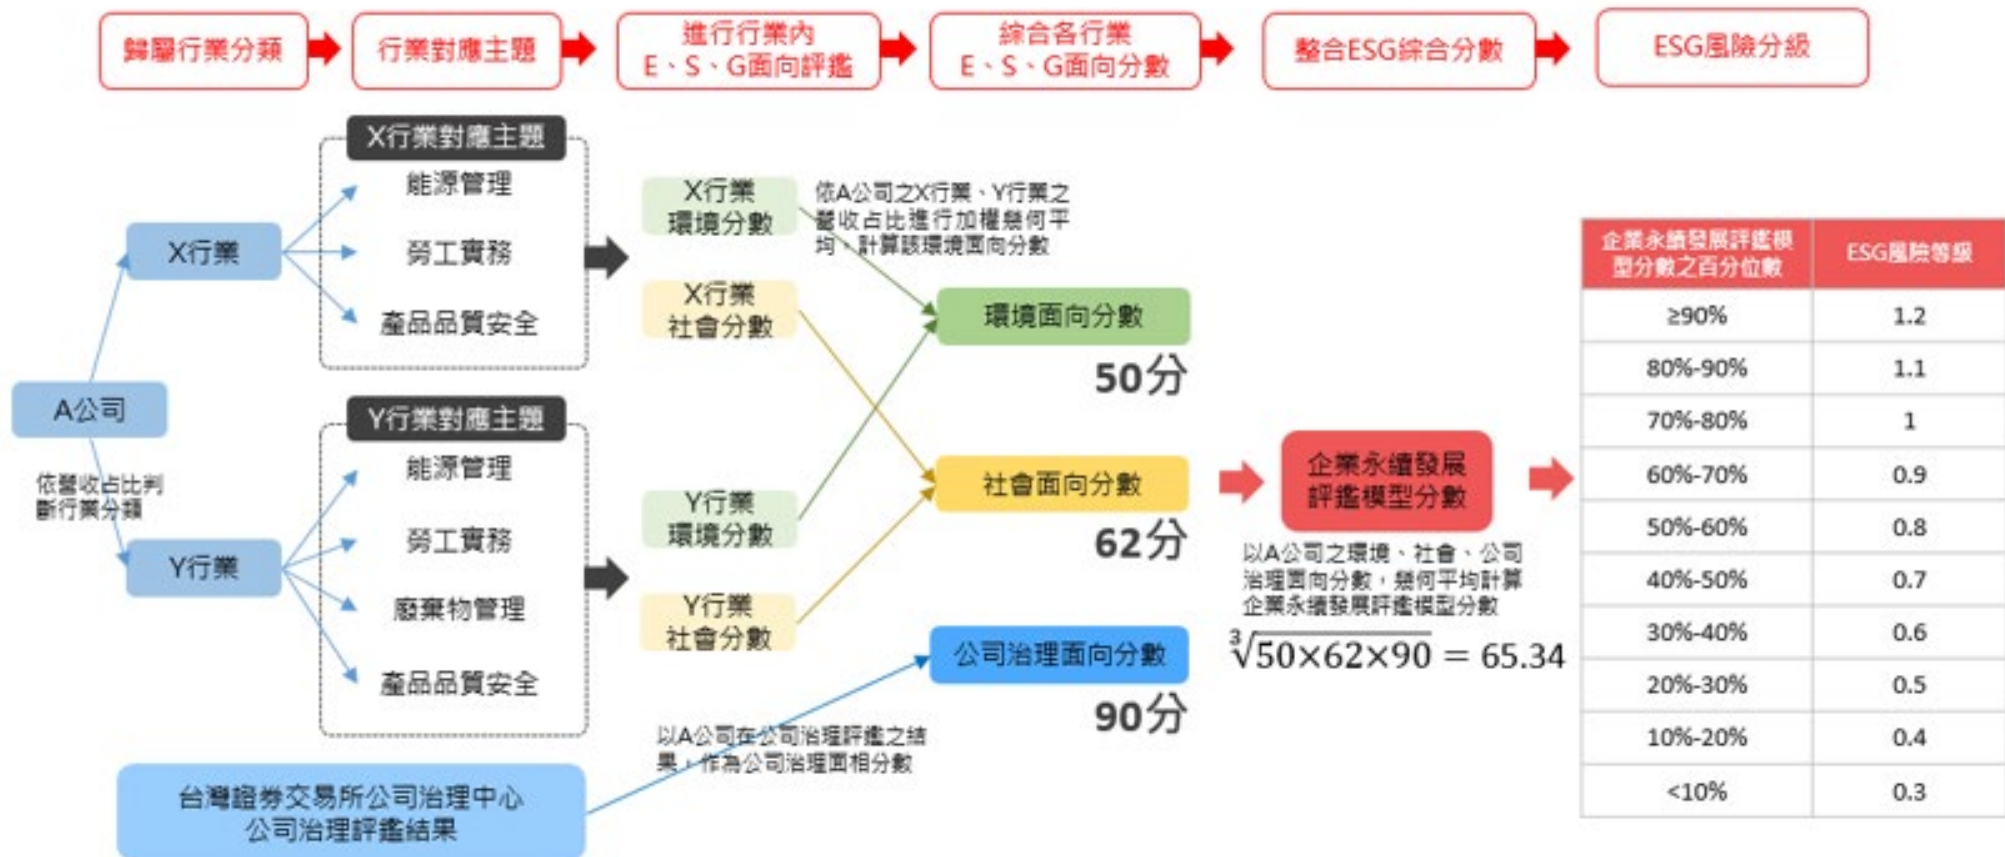 歸屬行業分類
行業對應主題
進行行業內
E、S、G面向評鑑
綜合各行業
E、S、G面向分數
整合ESG綜合分數
ESG風險分級
X行業對應主題
能源管理
勞工實務
產品品質安全
X行業
A公司
依營收占比判
斷行業分類
Y行業
Y行業對應主題
能源管理
勞工實務
廢棄物管理
產品品質安全
台灣證券交易所公司治理中心
公司治理評鑑結果
X行業
環境分數
X行業
社會分數
Y行業
環境分數
Y行業
社會分數
依A公司之X行業、Y行業之
營收占比進行加權幾何平
均，計算該環境面向分數
以A公司在公司治理評鑑之結
果，作為公司治理面相分數
環境面向分數
50分
社會面向分數
62分
公司治理面向分數
90分
企業永續發展
評鑑模型分數
以A公司之環境、社會、公司
治理面向分數，幾何平均計算
企業永續發展評鑑模型分數
∛50×62×90 = 65.34
企業永續發展評鑑模
型分數之百分位數
ESG風險等級
≥90% 1.2
80%-90% 1.1
70%-80% 1
60%-70% 0.9
50%-60% 0.8
40%-50% 0.7
30%-40% 0.6
20%-30% 0.5
10%-20% 0.4
<10% 0.3